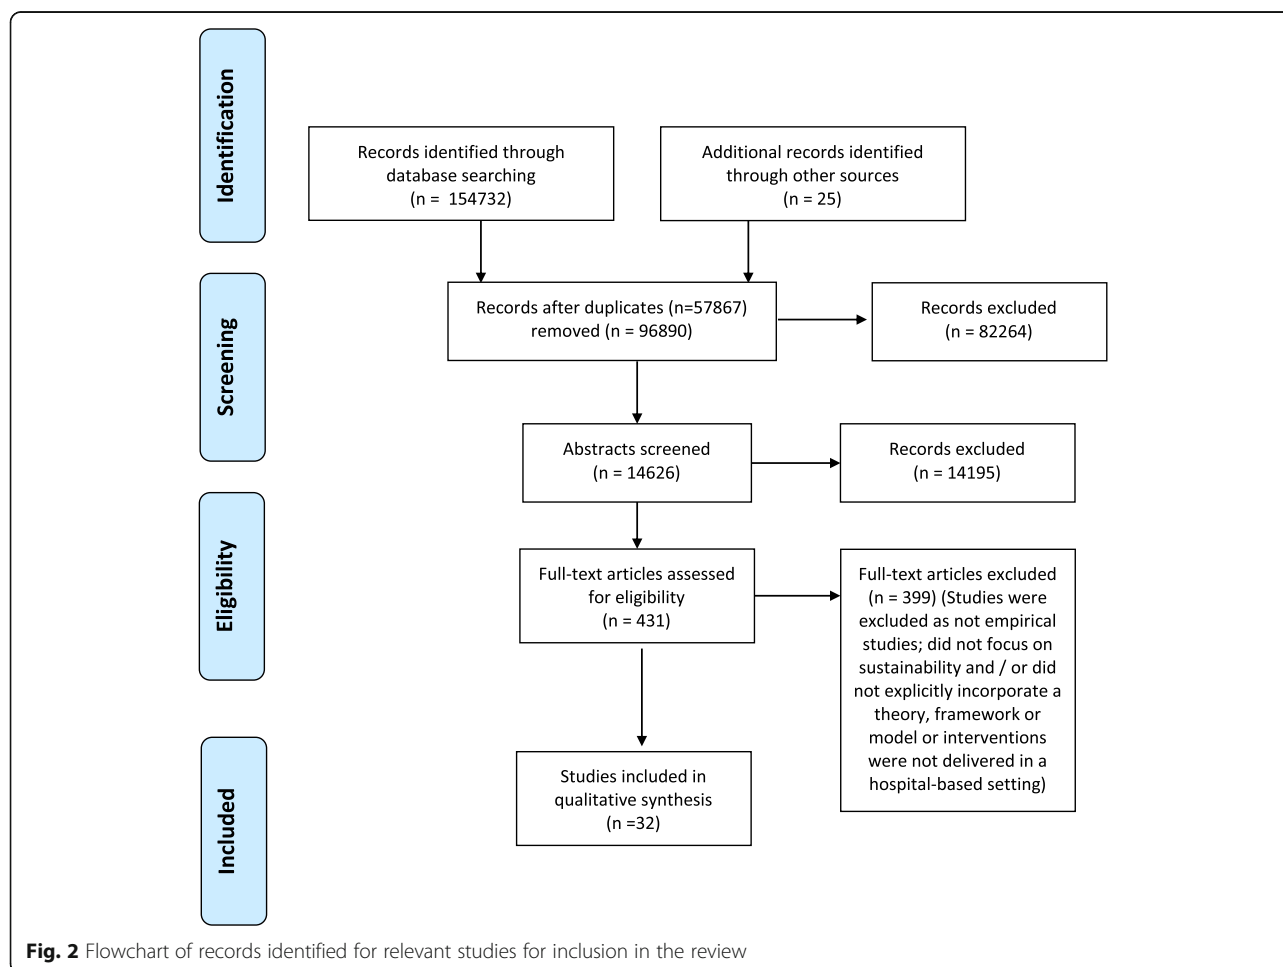 Identification
Records identified through
database searching
(n =  154732)
Additional records identified
through other sources
(n = 25)
Screening
Records after duplicates (n=57867)
removed (n = 96890)
Records excluded
(n = 82264)
Abstracts screened
(n = 14626)
Records excluded
(n = 14195)
Eligibility
Full-text articles assessed
for eligibility
(n = 431)
Full-text articles excluded
(n = 399) (Studies were
excluded as not empirical
studies; did not focus on
sustainability and / or did
not explicitly incorporate a
theory, framework or
model or interventions
were not delivered in a
hospital-based setting)
Included
Studies included in
qualitative synthesis
(n =32)
Fig. 2 Flowchart of records identified for relevant studies for inclusion in the review